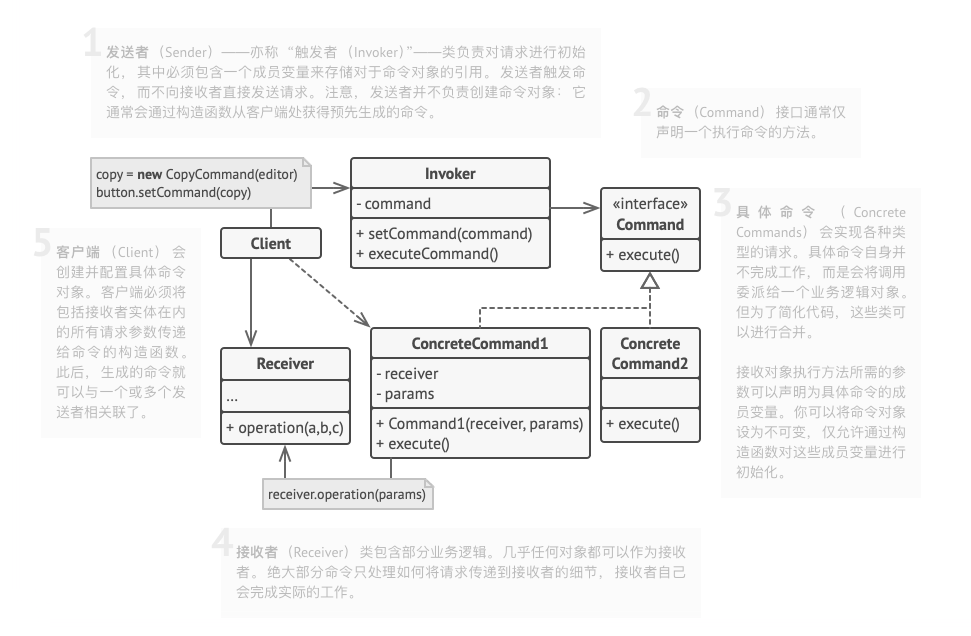 1
发送者 （Sender）——亦称 “触发者 （Invoker）”——类负责对请求进行初始
化， 其中必须包含一个成员变量来存储对于命令对象的引用。 发送者触发命
令， 而不向接收者直接发送请求。 注意， 发送者并不负责创建命令对象： 它
通常会通过构造函数从客户端处获得预先生成的命令。
2
命令 （Command） 接口通常仅
声明一个执行命令的方法。
copy = new CopyCommand(editor)
button.setCommand(copy)
Invoker
- command
+ setCommand(command)
+ executeCommand()
«interface»
Command
+ execute()
3
具体命令 （Concrete
Commands） 会实现各种类
型的请求。 具体命令自身并
不完成工作， 而是会将调用
委派给一个业务逻辑对象。
但为了简化代码， 这些类可
以进行合并。
接收对象执行方法所需的参
数可以声明为具体命令的成
员变量。 你可以将命令对象
设为不可变， 仅允许通过构
造函数对这些成员变量进行
初始化。
5
客户端 （Client） 会
创建并配置具体命令
对象。 客户端必须将
包括接收者实体在内
的所有请求参数传递
给命令的构造函数。
此后， 生成的命令就
可以与一个或多个发
送者相关联了。
Client
Receiver
...
+ operation(a,b,c)
ConcreteCommand1
- receiver
- params
+ Command1(receiver, params)
+ execute()
Concrete
Command2
+ execute()
receiver.operation(params)
4
接收者 （Receiver） 类包含部分业务逻辑。 几乎任何对象都可以作为接收
者。 绝大部分命令只处理如何将请求传递到接收者的细节， 接收者自己
会完成实际的工作。